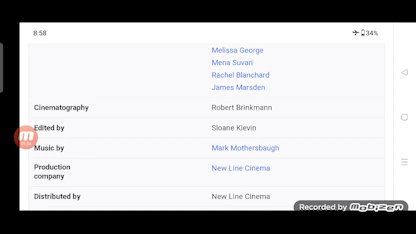 8:58
34%
Melissa George
Mena Suvari
Rachel Blanchard
James Marsden
Cinematography Robert Brinkmann
Edited by Sloane Klevin
Music by Mark Mothersbaugh
Production company New Line Cinema
Distributed by New Line Cinema
Recorded by Mobizen